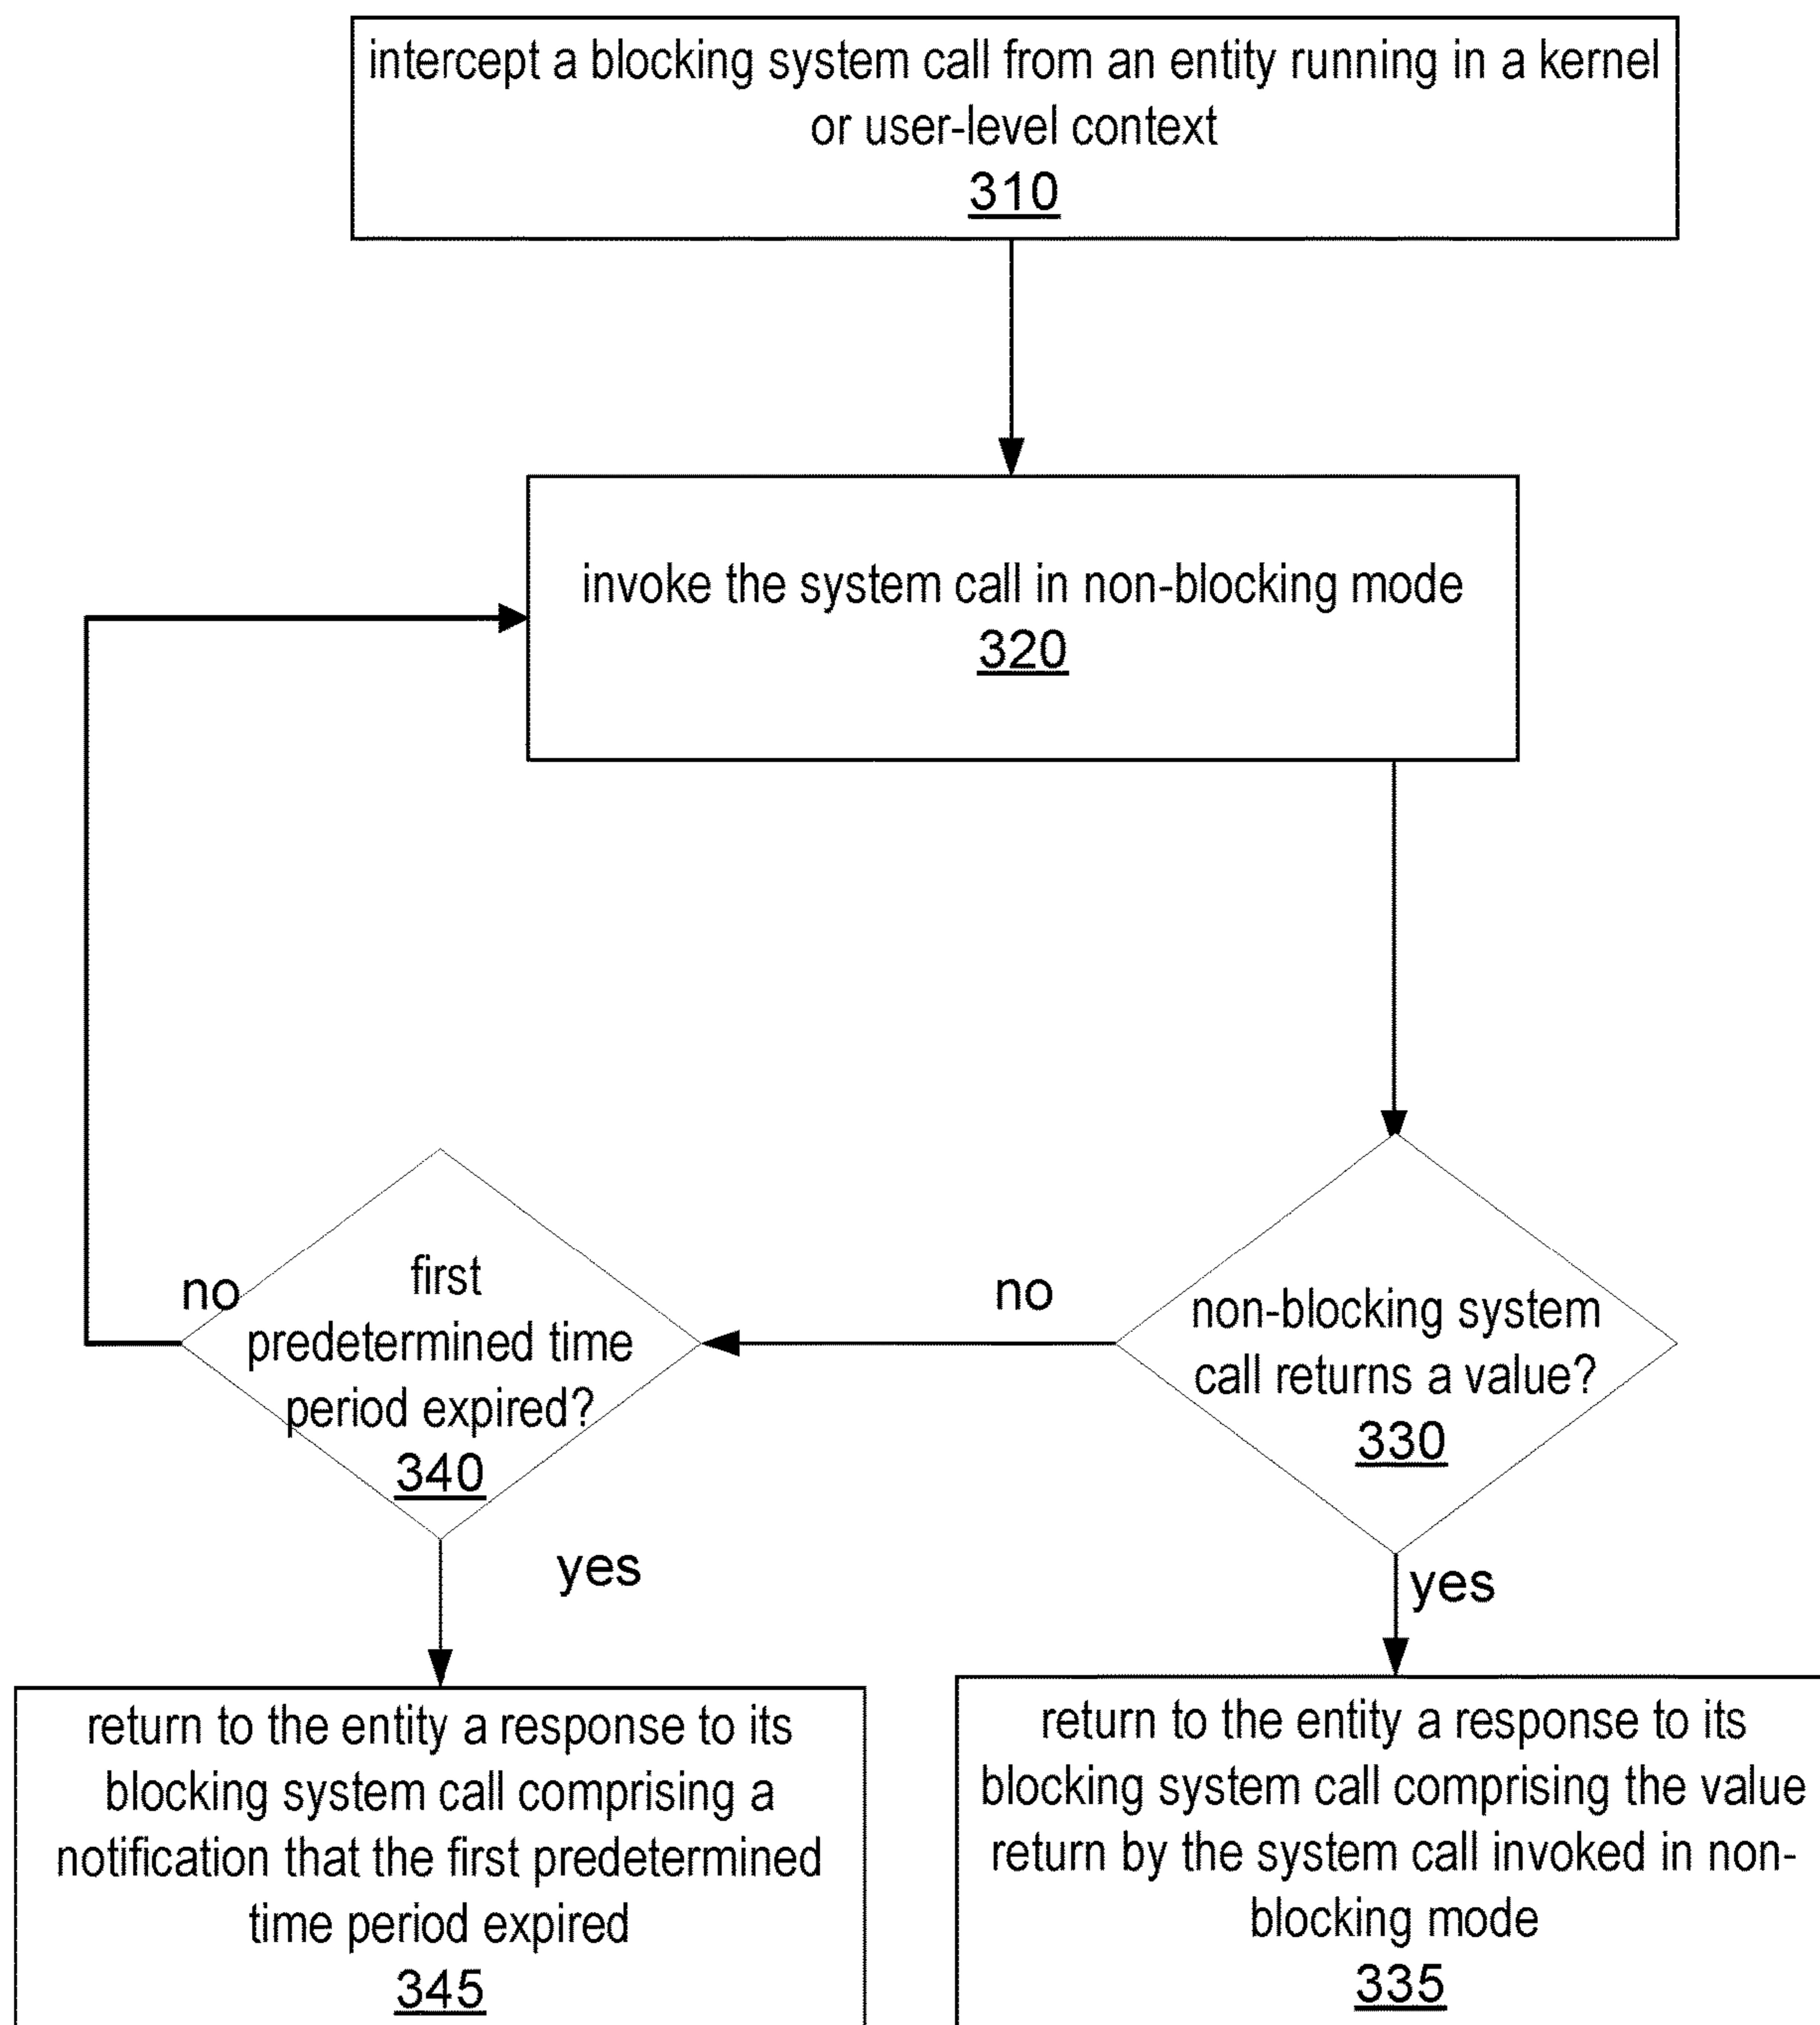 intercept a blocking system call from an entity running in a kernel
or user-level context
310
invoke the system call in non-blocking mode
320
no
first
predetermined time
period expired?
340
no
non-blocking system
call returns a value?
330
yes
yes
return to the entity a response to its
blocking system call comprising a
notification that the first predetermined
time period expired
345
return to the entity a response to its
blocking system call comprising the value
return by the system call invoked in non-
blocking mode
335